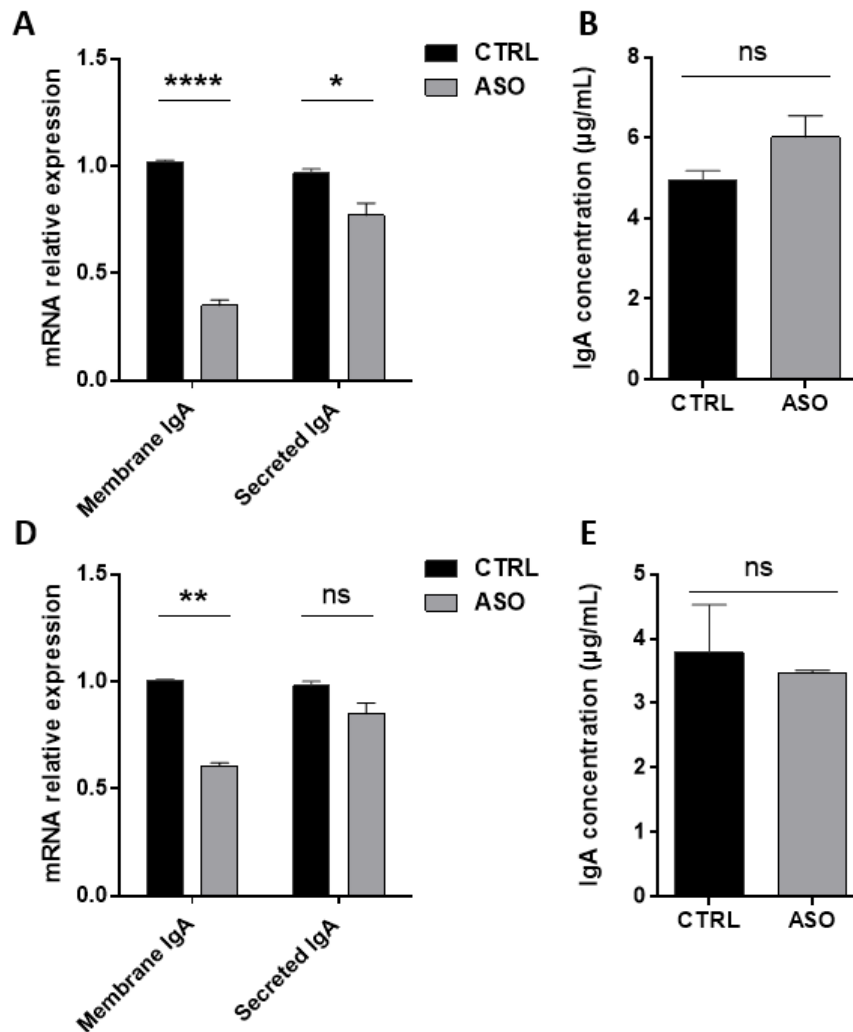 A
mRNA relative expression
1.5
1.0
0.5
0.0
****
*
CTRL
ASO
Membrane IgA
Secreted IgA
B
IgA concentration (µg/mL)
8
6
4
2
0
ns
CTRL
ASO
D
mRNA relative expression
1.5
1.0
0.5
0.0
**
ns
CTRL
ASO
Membrane IgA
Secreted IgA
E
IgA concentration (µg/mL)
5
4
3
2
1
0
ns
CTRL
ASO